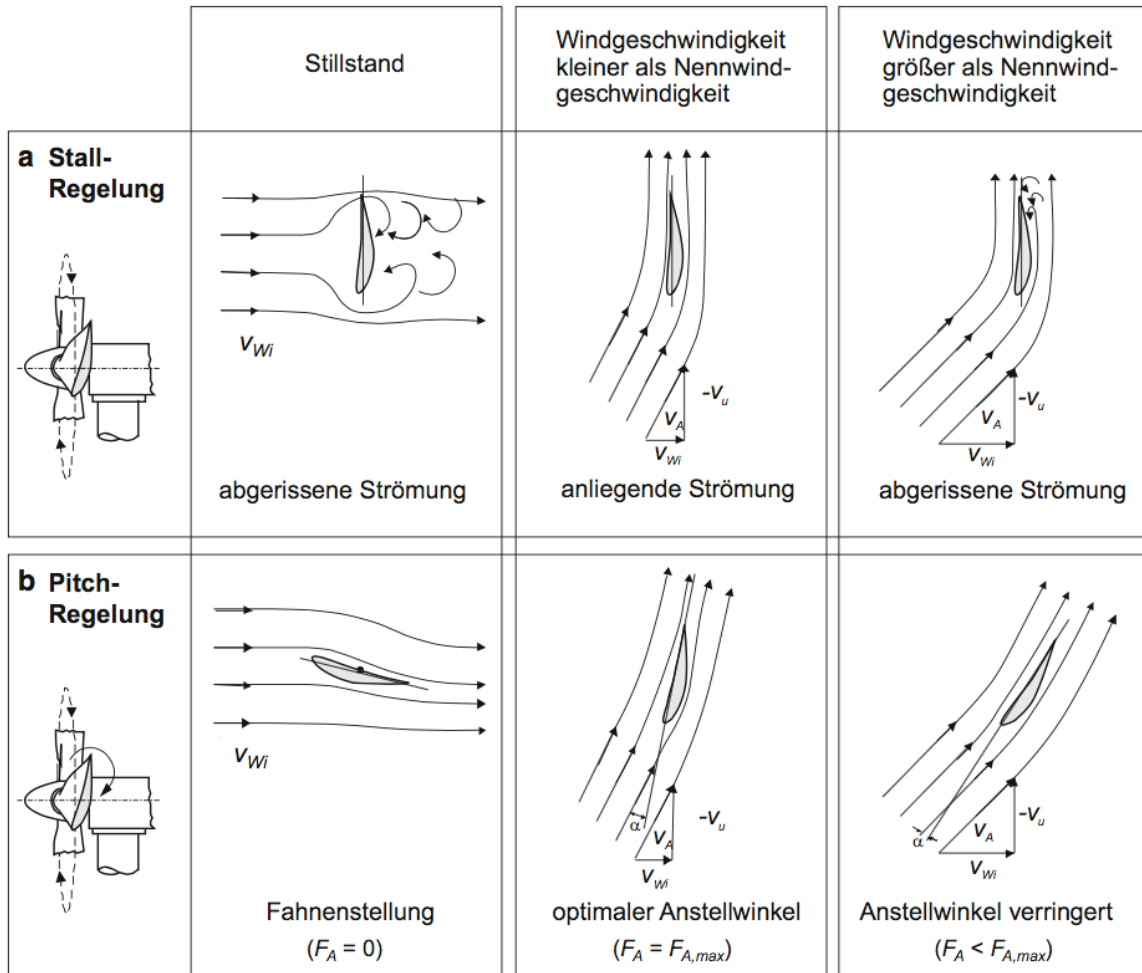 Stillstand
Windgeschwindigkeit
kleiner als Nennwind-
geschwindigkeit
Windgeschwindigkeit
größer als Nennwind-
geschwindigkeit
a Stall-
Regelung
v_Wi
abgerissene Strömung
-v_u
v_A
v_Wi
anliegende Strömung
-v_u
v_A
v_Wi
abgerissene Strömung
b Pitch-
Regelung
v_Wi
Fahnenstellung
(F_A = 0)
α
-v_u
v_A
v_Wi
optimaler Anstellwinkel
(F_A = F_A,max)
α
-v_u
v_A
v_Wi
Anstellwinkel verringert
(F_A < F_A,max)